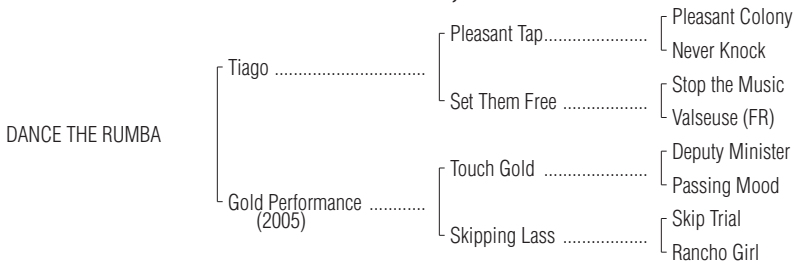 Pleasant Colony
Pleasant Tap......................
Never Knock
Tiago ................................
Stop the Music
Set Them Free ..................
Valseuse (FR)
DANCE THE RUMBA
Deputy Minister
Touch Gold ......................
Passing Mood
Gold Performance ............
(2005)
Skip Trial
Skipping Lass ..................
Rancho Girl